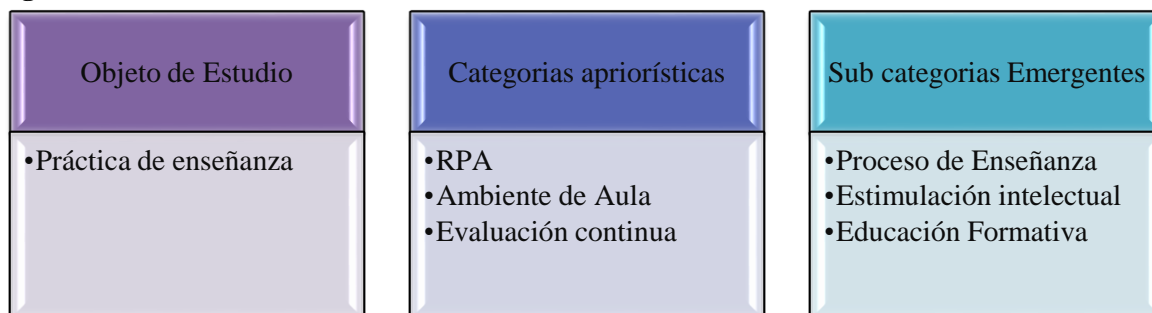 Objeto de Estudio
•Práctica de enseñanza
Categorias apriorísticas
•RPA
•Ambiente de Aula
•Evaluación continua
Sub categorias Emergentes
•Proceso de Enseñanza
•Estimulación intelectual
•Educación Formativa